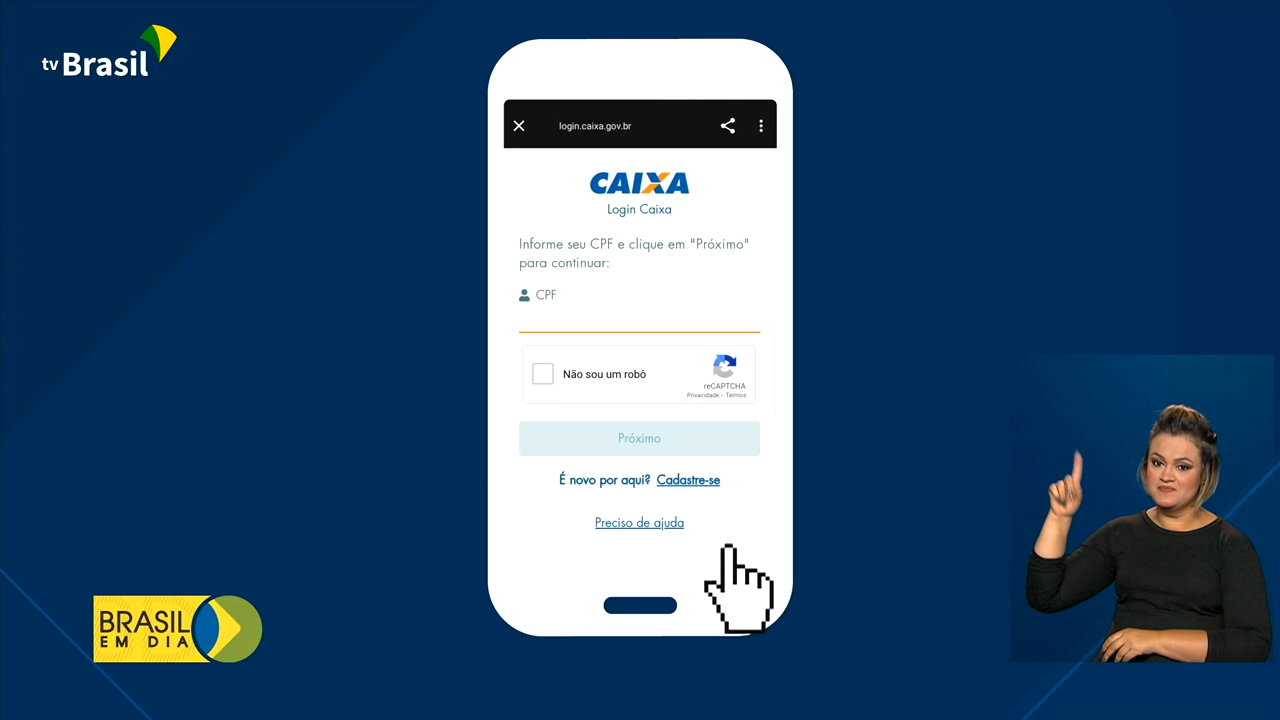 tv Brasil
login.caixa.gov.br
CAIXA
Login Caixa
Informe seu CPF e clique em "Próximo"
para continuar:
CPF
Não sou um robô
reCAPTCHA
Privacidade - Termos
Próximo
É novo por aqui? Cadastre-se
Preciso de ajuda
BRASIL
EM DIA